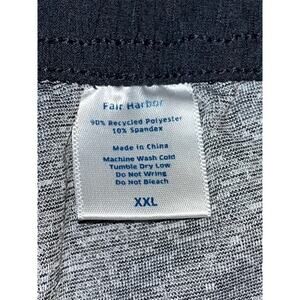 Fair Harbor
90% Recycled Polyester
10% Spandex
Made in China
Machine Wash Cold
Tumble Dry Low
Do Not Wring
Do Not Bleach
XXL